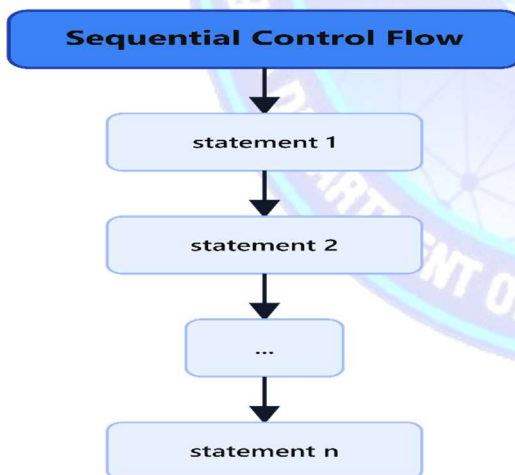 Sequential Control Flow
statement 1
statement 2
...
statement n